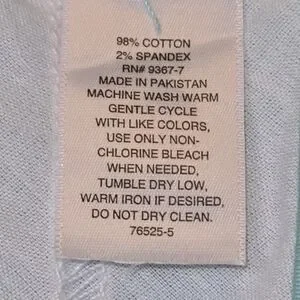 98% COTTON
2% SPANDEX
RN# 9367-7
MADE IN PAKISTAN
MACHINE WASH WARM
GENTLE CYCLE
WITH LIKE COLORS,
USE ONLY NON-
CHLORINE BLEACH
WHEN NEEDED,
TUMBLE DRY LOW,
WARM IRON IF DESIRED,
DO NOT DRY CLEAN.
76525-5